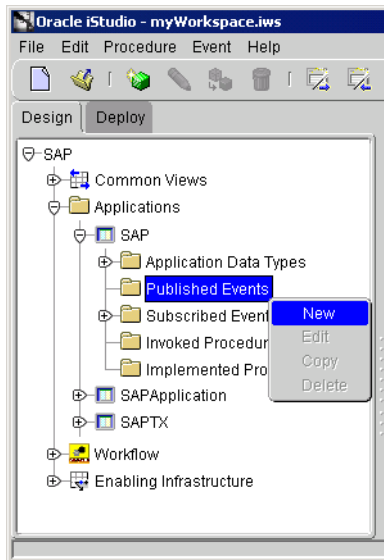 Oracle iStudio - myWorkspace.iws
File Edit Procedure Event Help
Design Deploy
SAP
Common Views
Applications
SAP
Application Data Types
Published Events
New
Subscribed Event
Edit
Invoked Procedur
Copy
Implemented Pro
Delete
SAPApplication
SAPTX
Workflow
Enabling Infrastructure